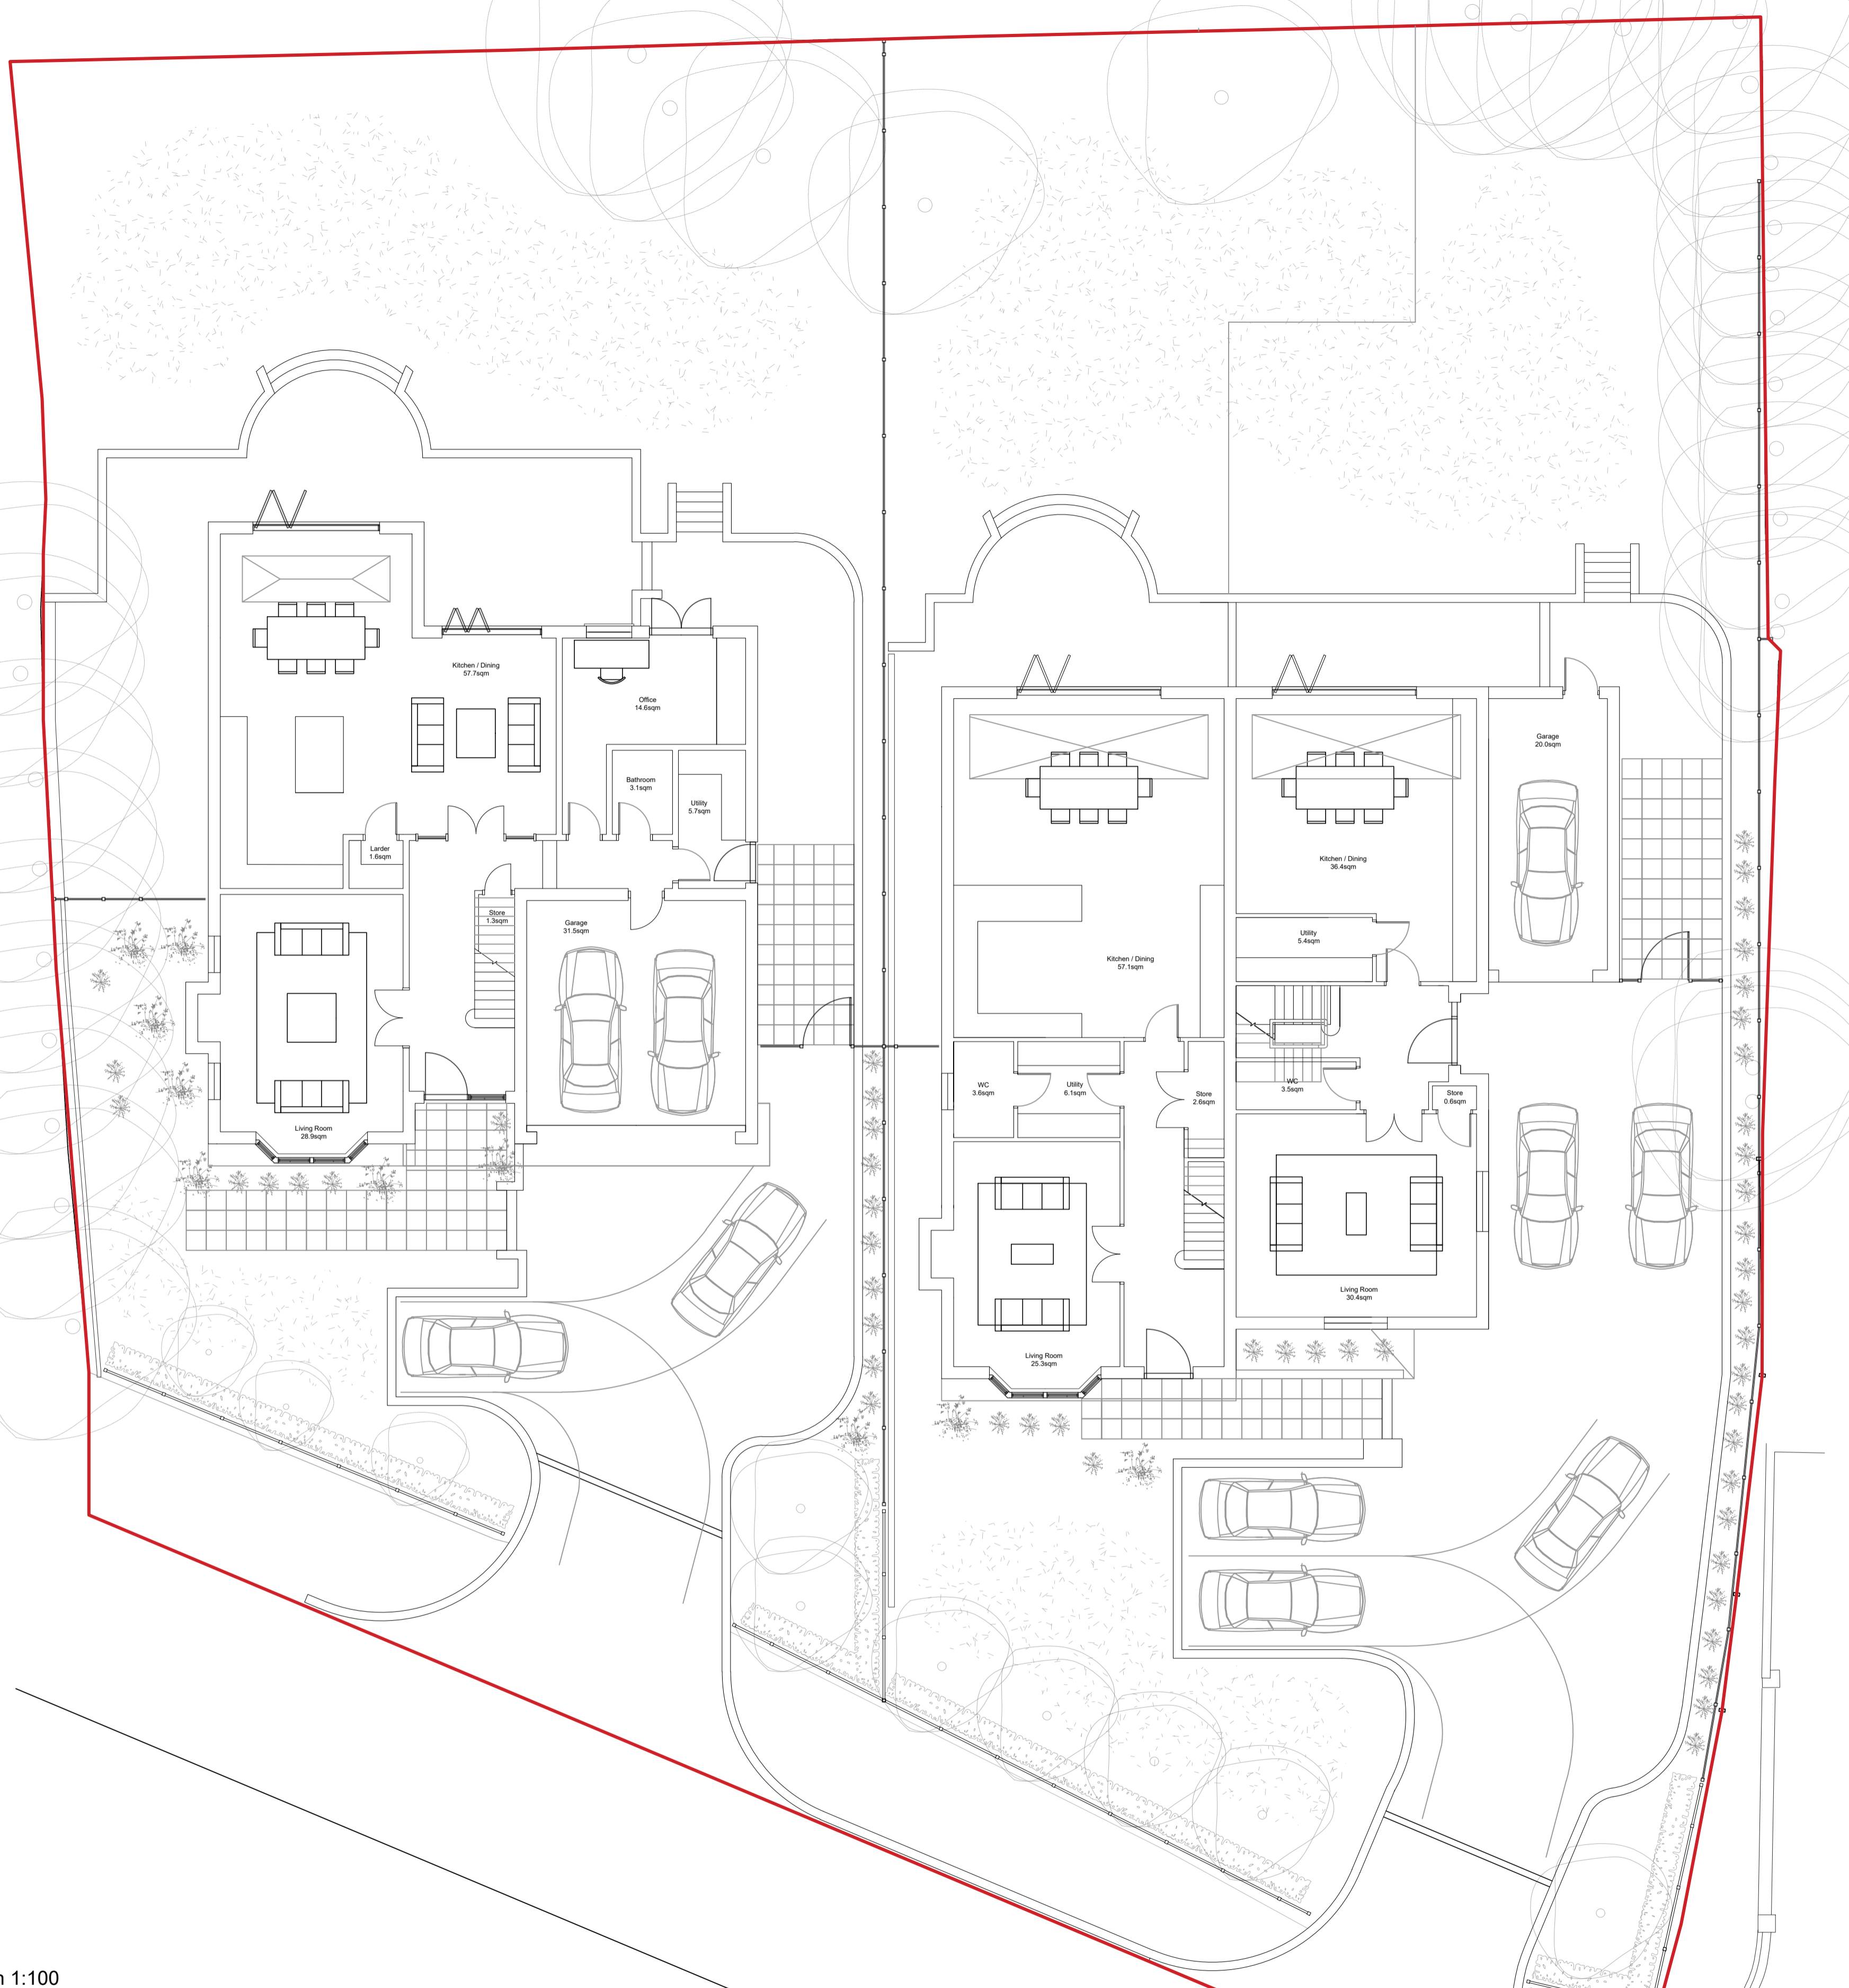 Kitchen / Dining
57.7sqm
Office
14.6sqm
Bathroom
3.1sqm
Utility
5.7sqm
Larder
1.6sqm
Store
1.3sqm
Garage
31.5sqm
Living Room
28.9sqm
Garage
20.0sqm
Kitchen / Dining
36.4sqm
Utility
5.4sqm
Kitchen / Dining
57.1sqm
WC
3.6sqm
Utility
6.1sqm
Store
2.6sqm
WC
3.5sqm
Store
0.6sqm
Living Room
30.4sqm
Living Room
25.3sqm
1:100